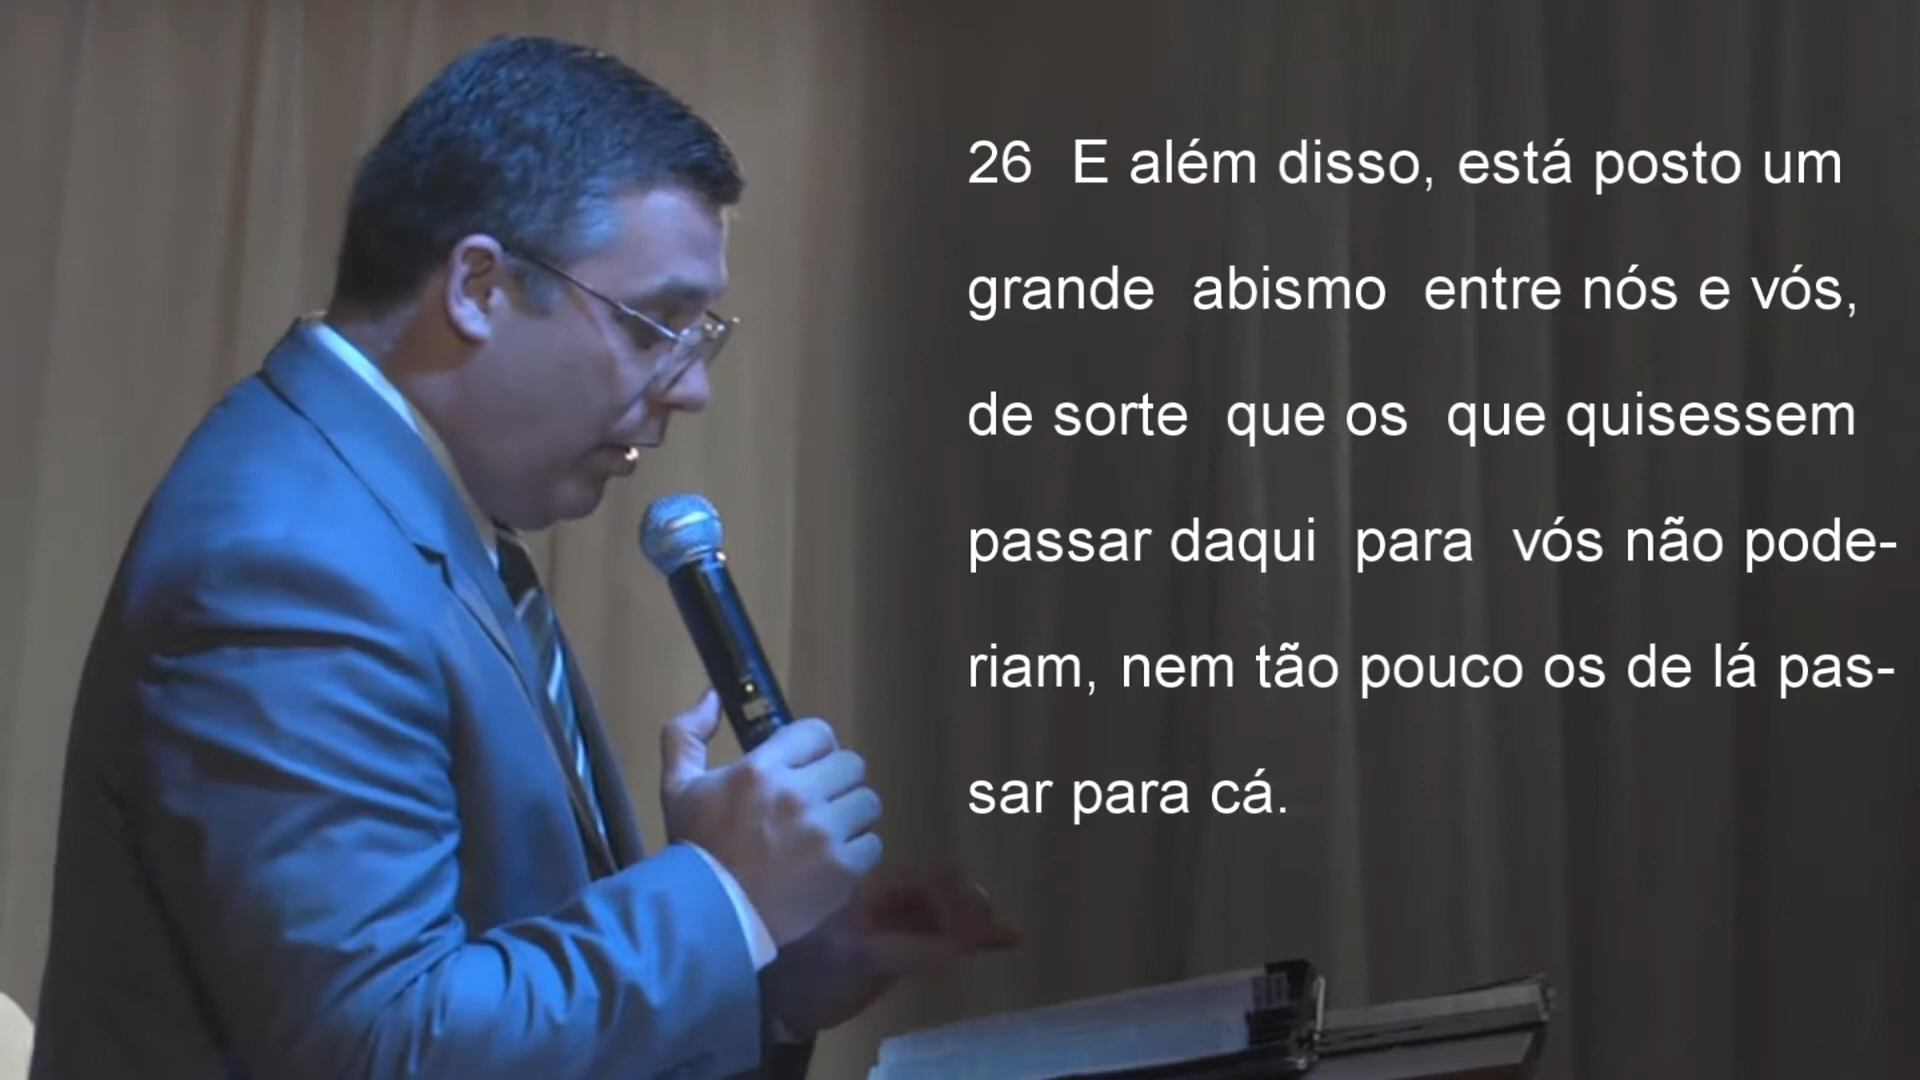 26 E além disso, está posto um
grande abismo entre nós e vós,
de sorte que os que quisessem
passar daqui para vós não pode-
riam, nem tão pouco os de lá pas-
sar para cá.